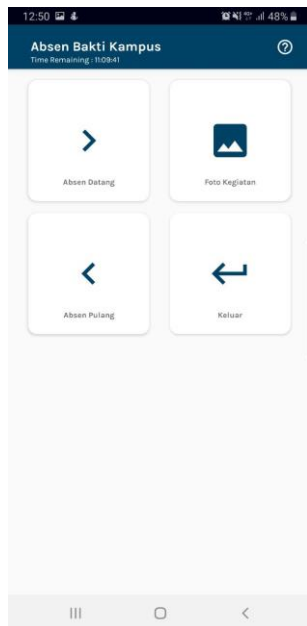 12:50 48%
Absen Bakti Kampus
Time Remaining : 11:09:41
Absen Datang
Foto Kegiatan
Absen Pulang
Keluar